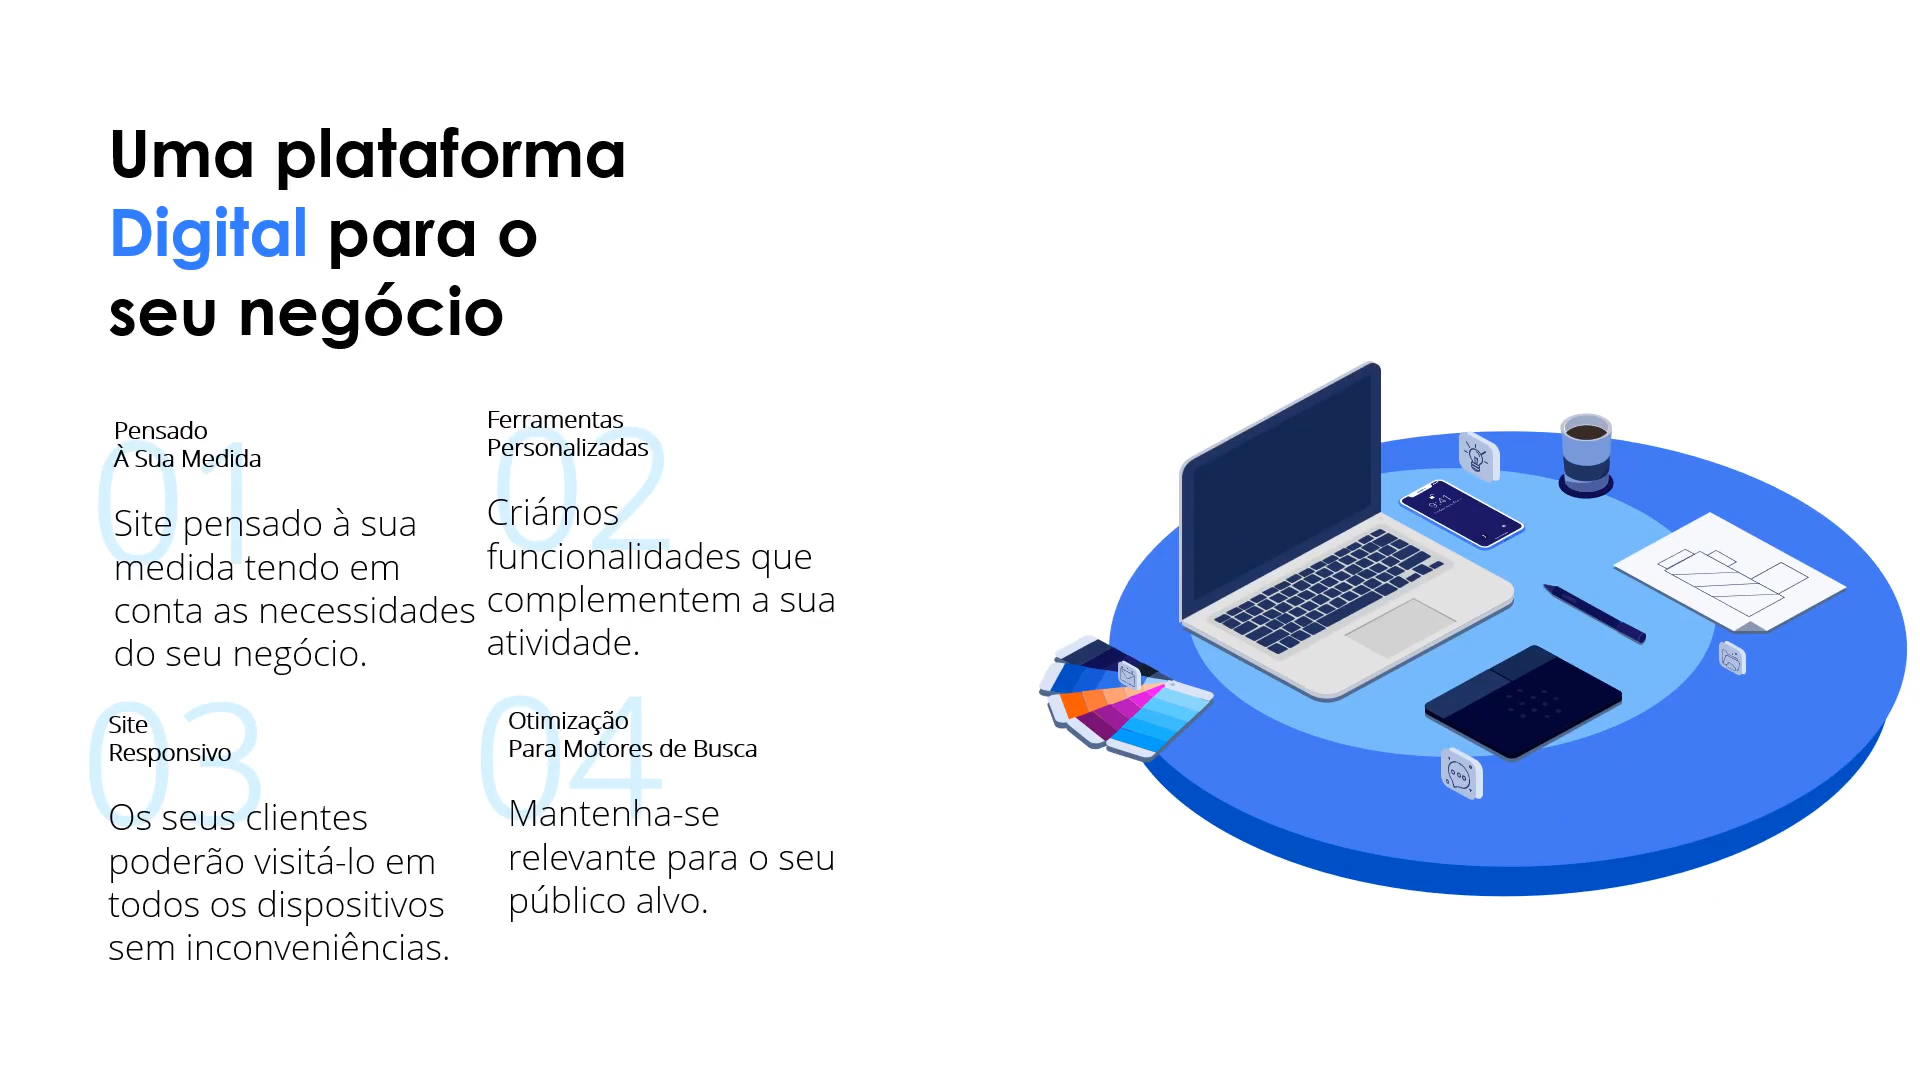 Uma plataforma
Digital para o
seu negócio
01
Pensado
À Sua Medida
Site pensado à sua
medida tendo em
conta as necessidades
do seu negócio.
02
Ferramentas
Personalizadas
Criámos
funcionalidades que
complementem a sua
atividade.
03
Site
Responsivo
Os seus clientes
poderão visitá-lo em
todos os dispositivos
sem inconveniências.
04
Otimização
Para Motores de Busca
Mantenha-se
relevante para o seu
público alvo.
9:41